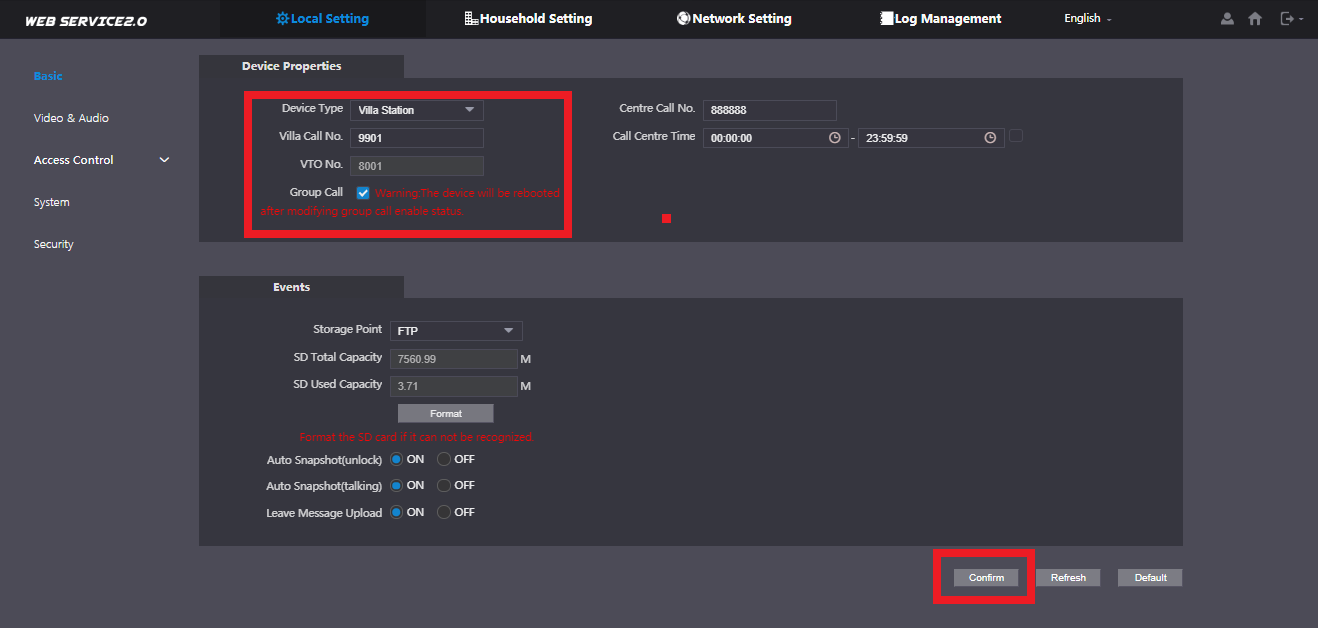 WEB SERVICE2.0
Local Setting
Household Setting
Network Setting
Log Management
English
Basic
Video & Audio
Access Control
System
Security
Device Properties
Device Type Villa Station
Villa Call No. 9901
VTO No. 8001
Group Call Warning:The device will be rebooted
after modifying group call enable status.
Centre Call No. 888888
Call Centre Time 00:00:00 - 23:59:59
Events
Storage Point FTP
SD Total Capacity 7560.99 M
SD Used Capacity 3.71 M
Format
Format the SD card if it can not be recognized.
Auto Snapshot(unlock) ON OFF
Auto Snapshot(talking) ON OFF
Leave Message Upload ON OFF
Confirm Refresh Default